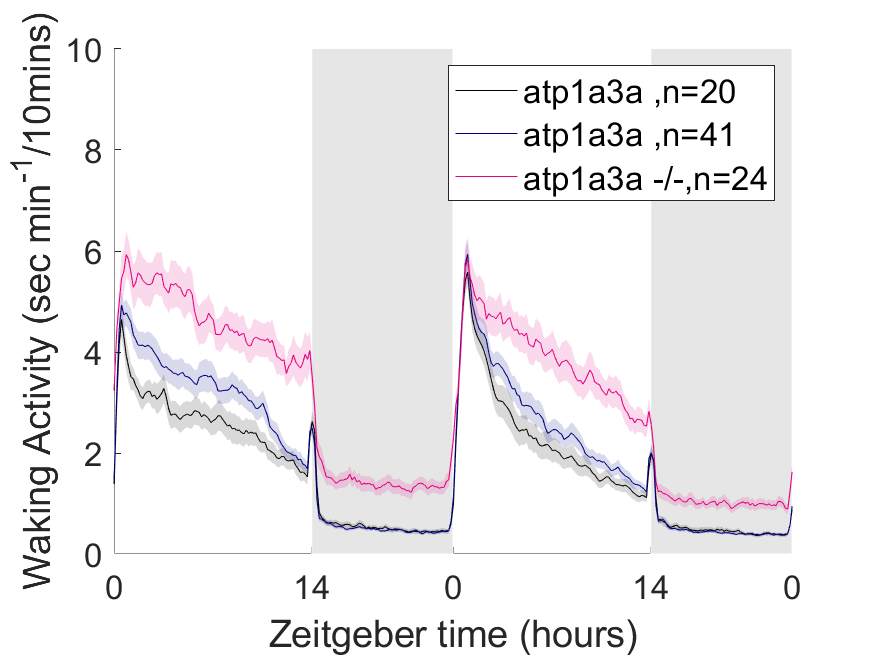 Waking Activity (sec min-1/10mins)
10
8
6
4
2
0
atp1a3a ,n=20
atp1a3a ,n=41
atp1a3a -/-,n=24
0 14 0 14 0
Zeitgeber time (hours)